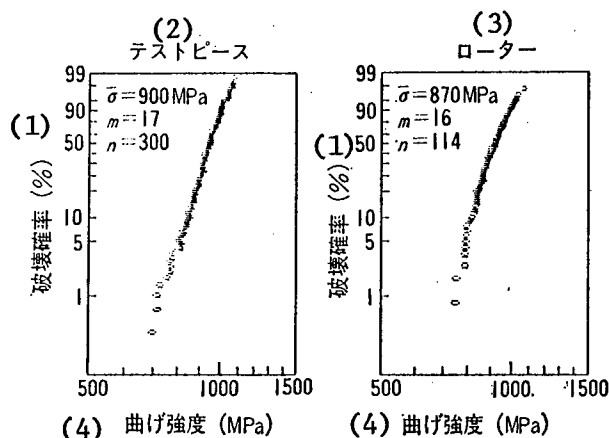 (2)
テストピース
99
90
50
10
5
1
(1)
破壊確率 (%)
σ̄=900MPa
m=17
n=300
500
1000
1500
(4) 曲げ強度 (MPa)
(3)
ローター
99
90
50
10
5
1
(1)
破壊確率 (%)
σ̄=870MPa
m=16
n=114
500
1000
1500
(4) 曲げ強度 (MPa)